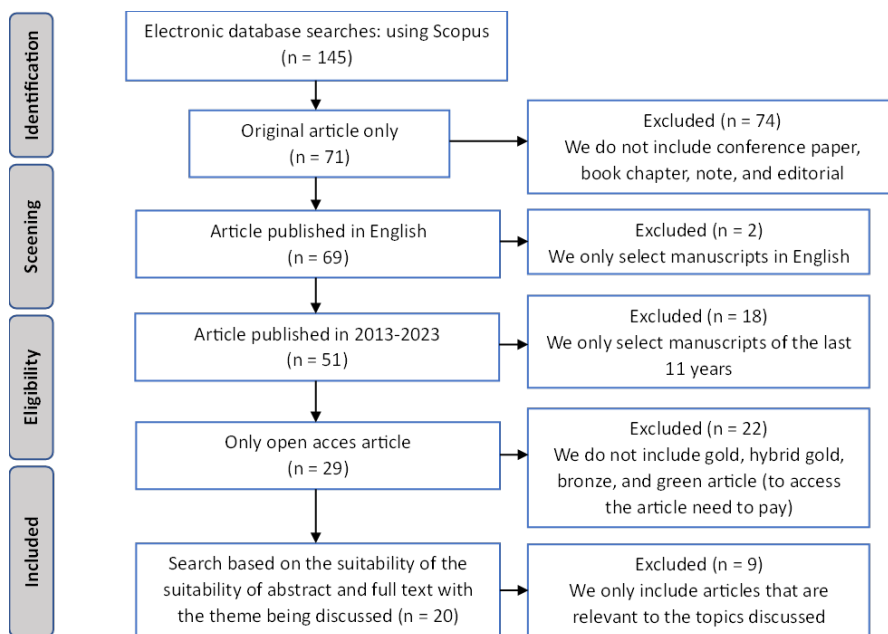 Identification
Electronic database searches: using Scopus
(n = 145)
Original article only
(n = 71)
Excluded (n = 74)
We do not include conference paper,
book chapter, note, and editorial
Sceening
Article published in English
(n = 69)
Excluded (n = 2)
We only select manuscripts in English
Eligibility
Article published in 2013-2023
(n = 51)
Excluded (n = 18)
We only select manuscripts of the last
11 years
Only open acces article
(n = 29)
Excluded (n = 22)
We do not include gold, hybrid gold,
bronze, and green article (to access
the article need to pay)
Included
Search based on the suitability of the
suitability of abstract and full text with
the theme being discussed (n = 20)
Excluded (n = 9)
We only include articles that are
relevant to the topics discussed